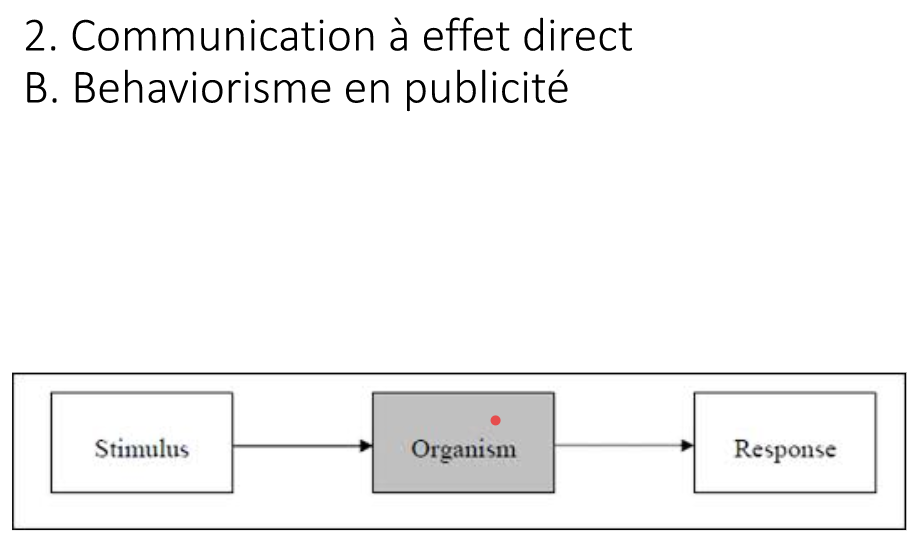 2. Communication à effet direct
B. Behaviorisme en publicité
Stimulus
Organism
Response